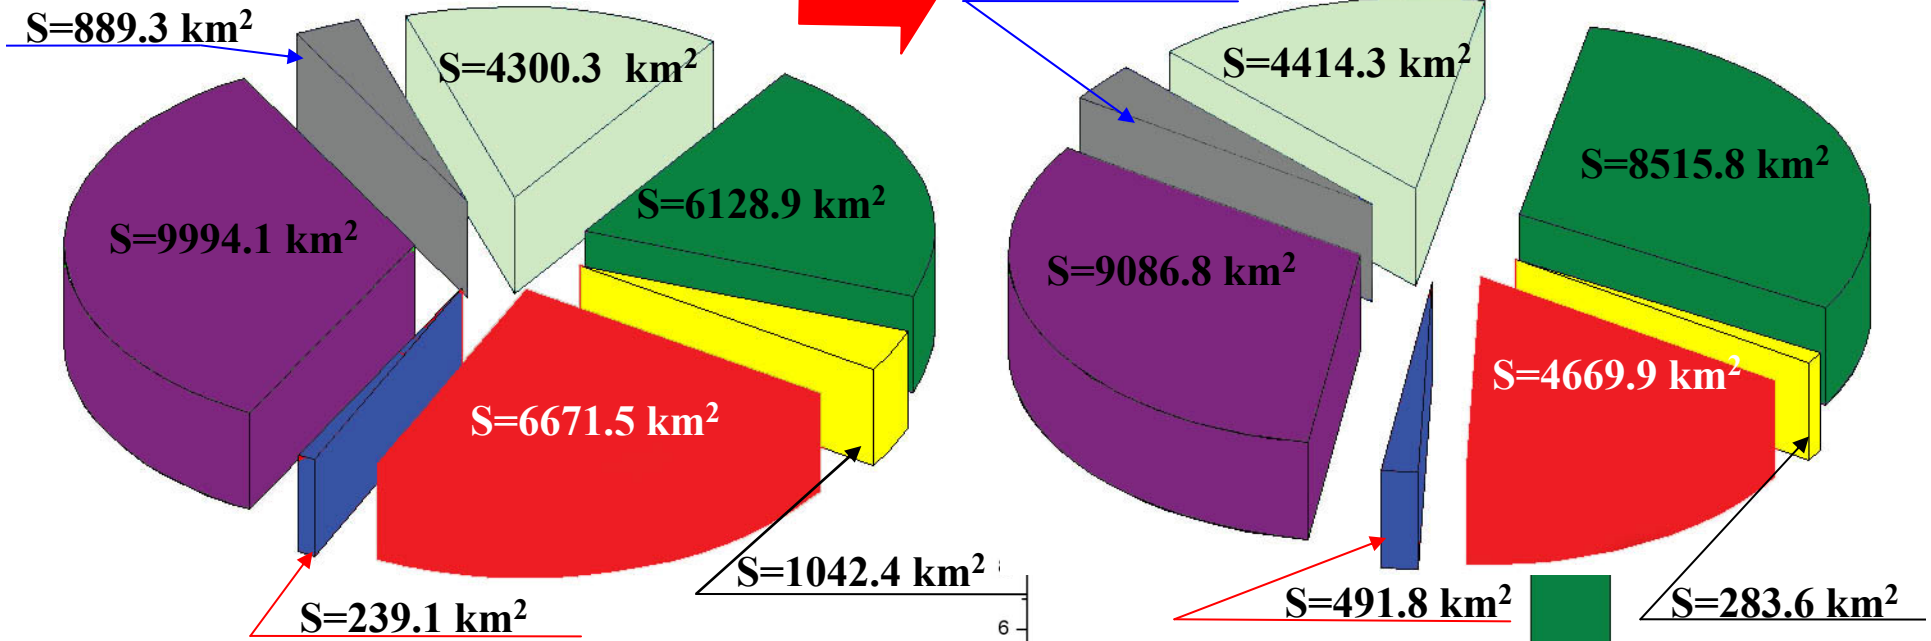 S=889.3 km²
S=4300.3 km²
S=6128.9 km²
S=9994.1 km²
S=6671.5 km²
S=1042.4 km²
S=239.1 km²
6
S=4414.3 km²
S=8515.8 km²
S=9086.8 km²
S=4669.9 km²
S=491.8 km²
S=283.6 km²